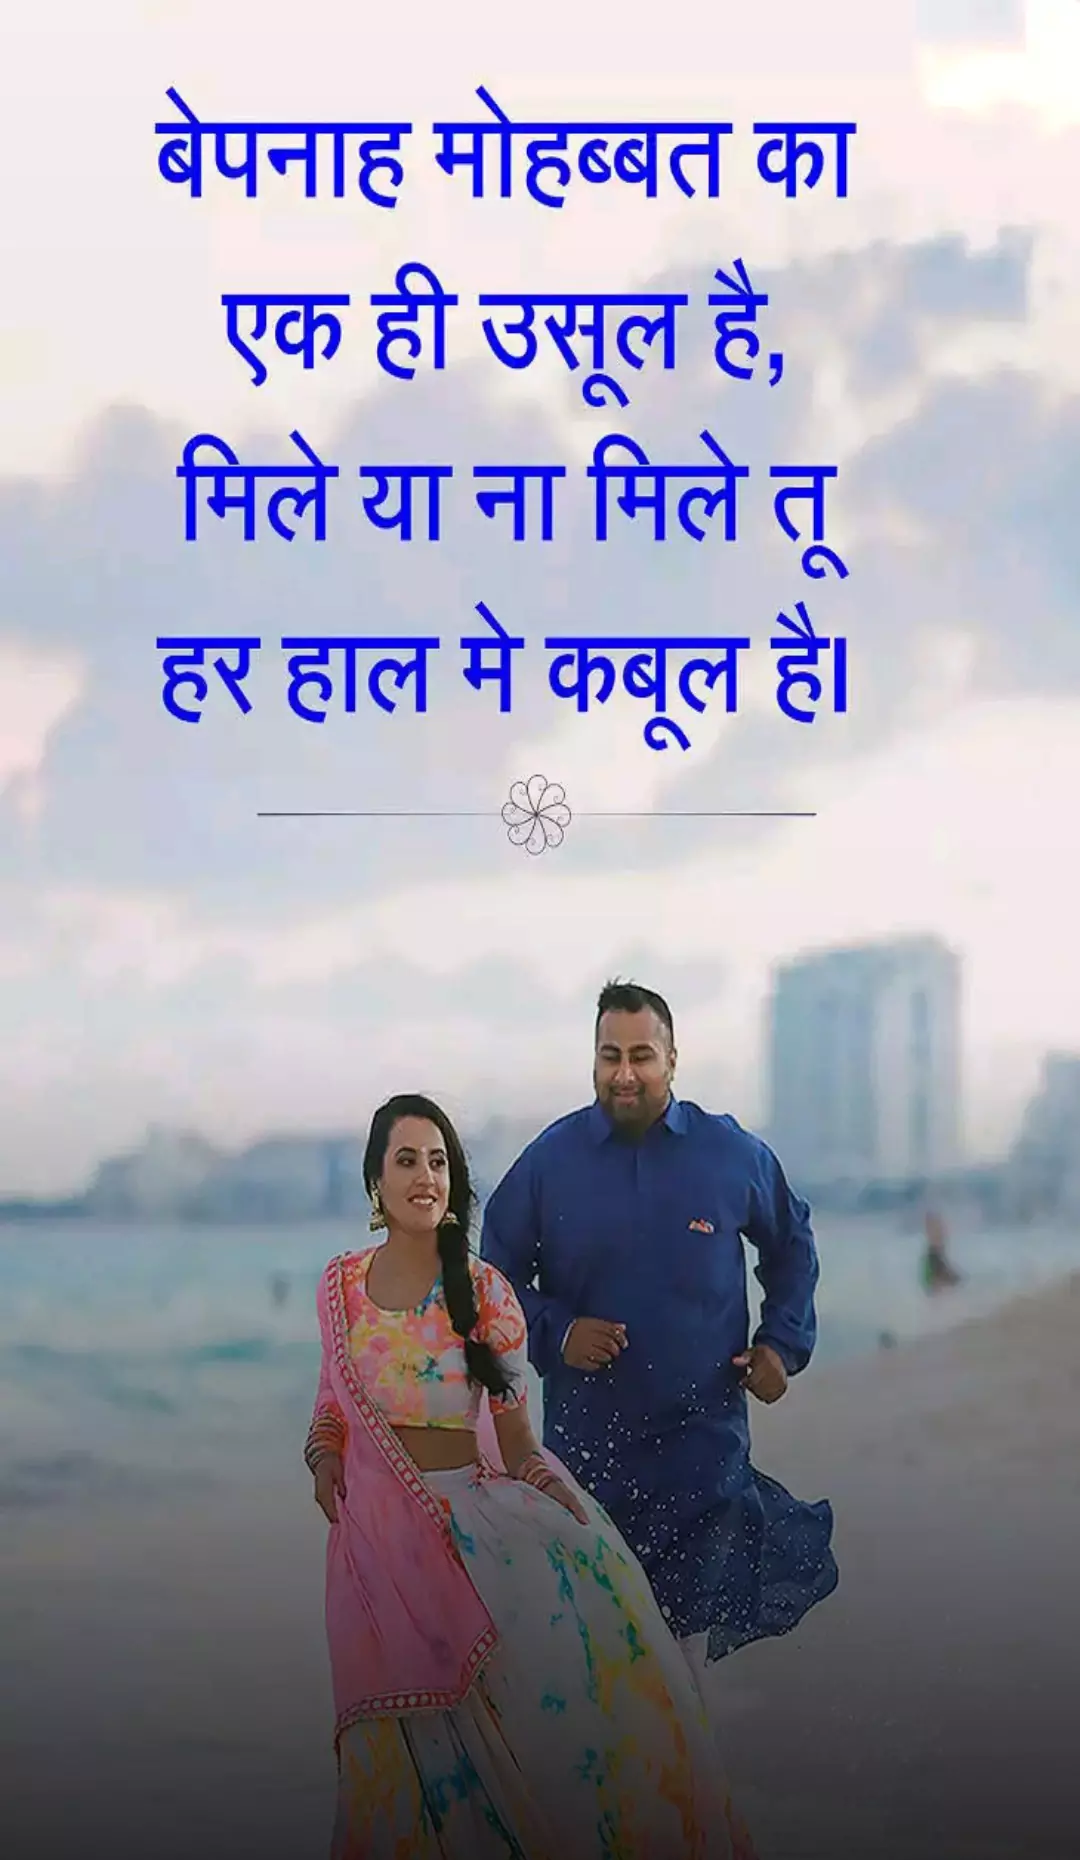 बेपनाह मोहब्बत का
एक ही उसूल है,
मिले या ना मिले तू
हर हाल मे कबूल है।